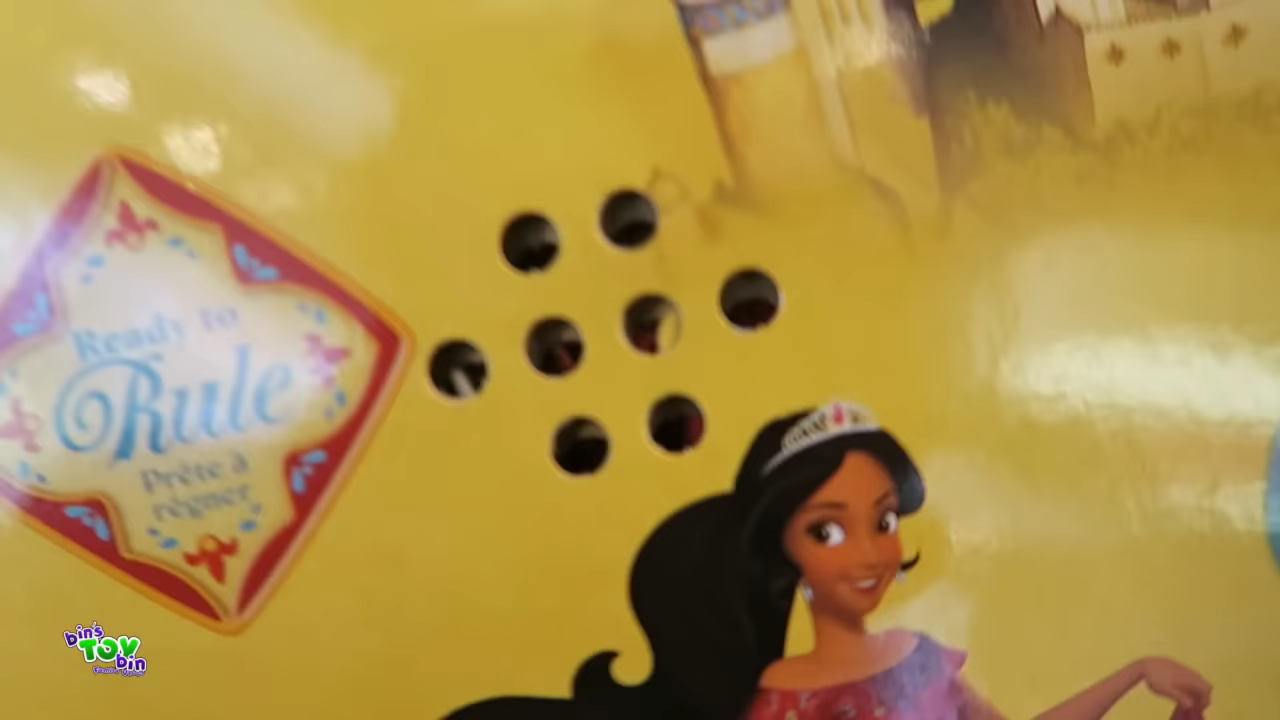 Ready to
Rule
Prête à
régner
bin's
TOY
bin